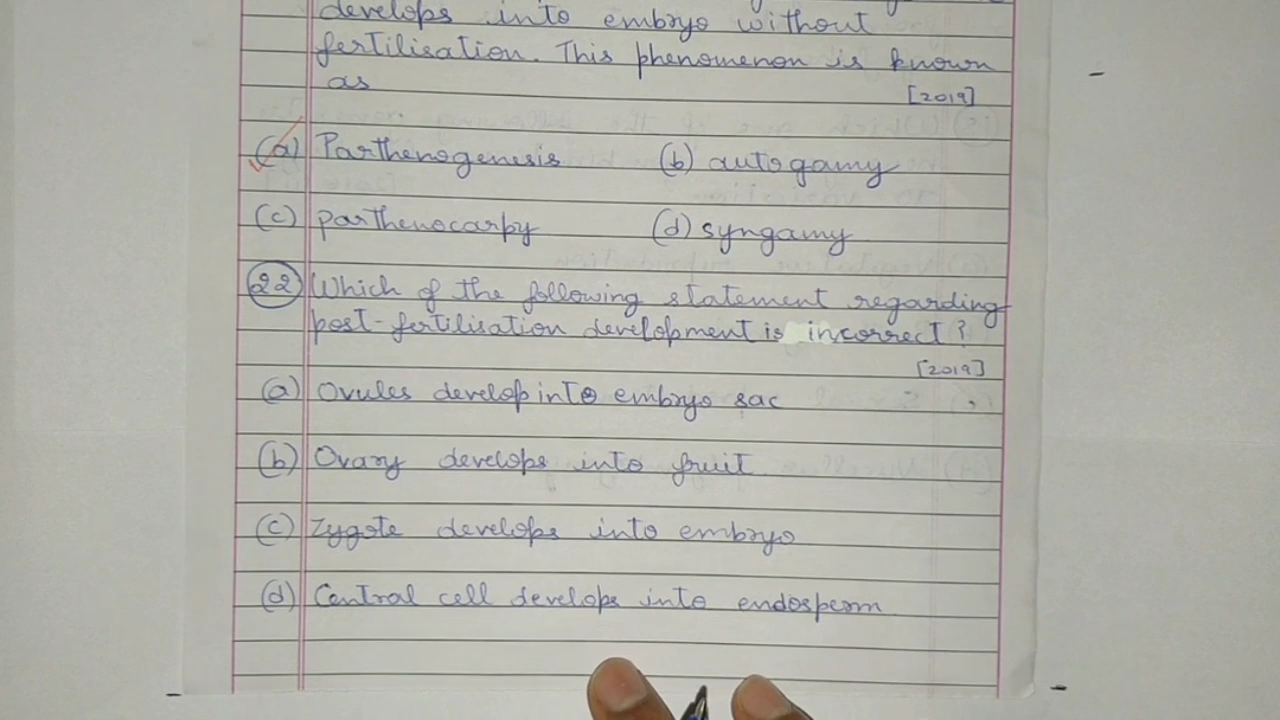 develops into embryo without
fertilisation. This phenomenon is known
as [2019]
(a) Parthenogenesis (b) autogamy
(c) parthenocarpy (d) syngamy
22 Which of the following statement regarding
post-fertilisation development is incorrect?
[2019]
(a) Ovules develop into embryo sac
(b) Ovary develops into fruit
(c) Zygote develops into embryo
(d) Central cell develops into endosperm